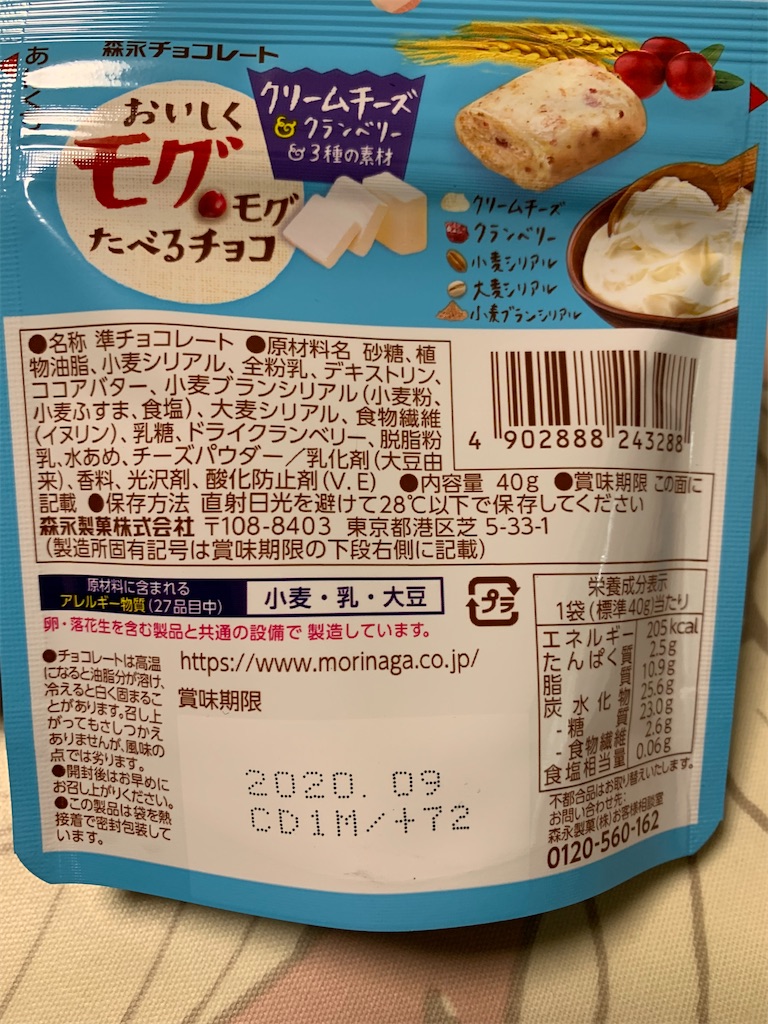 森永チョコレート
おいしく
モグ
モグ
たべるチョコ
クリームチーズ
& クランベリー
& 3種の素材
クリームチーズ
クランベリー
小麦シリアル
大麦シリアル
小麦ブランシリアル
●名称 準チョコレート ●原材料名 砂糖、植
物油脂、小麦シリアル、全粉乳、デキストリン、
ココアバター、小麦ブランシリアル(小麦粉、
小麦ふすま、食塩)、大麦シリアル、食物繊維
(イヌリン)、乳糖、ドライクランベリー、脱脂粉
乳、水あめ、チーズパウダー/乳化剤(大豆由
来)、香料、光沢剤、酸化防止剤(V.E) ●内容量 40g ●賞味期限 この面に
記載 ●保存方法 直射日光を避けて28℃以下で保存してください
森永製菓株式会社 〒108-8403 東京都港区芝 5-33-1
(製造所固有記号は賞味期限の下段右側に記載)
4 902888 243288
原材料に含まれる
アレルギー物質(27品目中)
小麦・乳・大豆
卵・落花生を含む製品と共通の設備で 製造しています。
プラ
●チョコレートは高温
になると油脂分が溶け、
冷えると白く固まるこ
とがあります。召し上
がってもさしつかえ
ありませんが、風味の
点では劣ります。
●開封後はお早めに
お召し上がりください。
●この製品は袋を熱
接着で密封包装して
います。
https://www.morinaga.co.jp/
賞味期限
2020. 09
CD1M/+72
栄養成分表示
1袋(標準40g)当たり
エネルギー 205kcal
たんぱく質 2.5g
脂質 10.9g
炭水化物 25.6g
-糖質 23.0g
-食物繊維 2.6g
食塩相当量 0.06g
不都合品はお取り替えいたします。
お問い合わせ先:
森永製菓(株)お客様相談室
0120-560-162